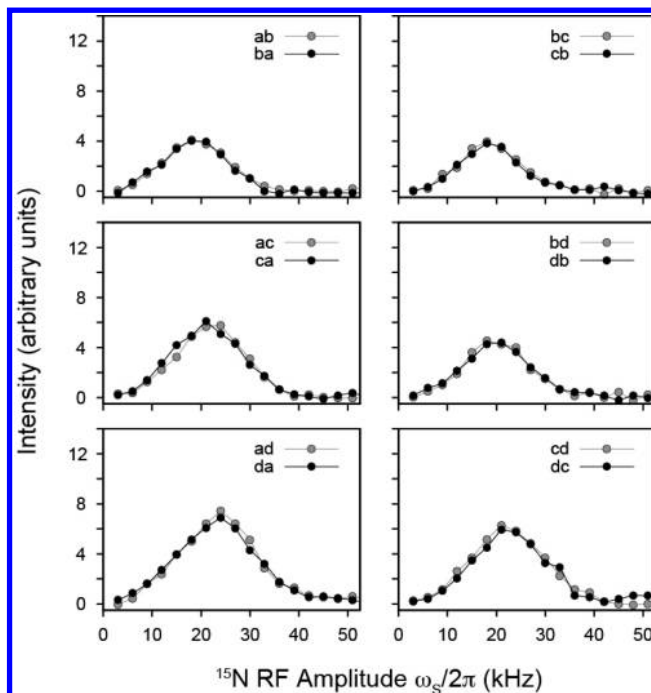 Intensity (arbitrary units)
12
8
4
0
ab
ba
bc
cb
12
8
4
0
ac
ca
bd
db
12
8
4
0
ad
da
cd
dc
0 10 20 30 40 50 0 10 20 30 40 50
¹⁵N RF Amplitude ωₛ/2π (kHz)